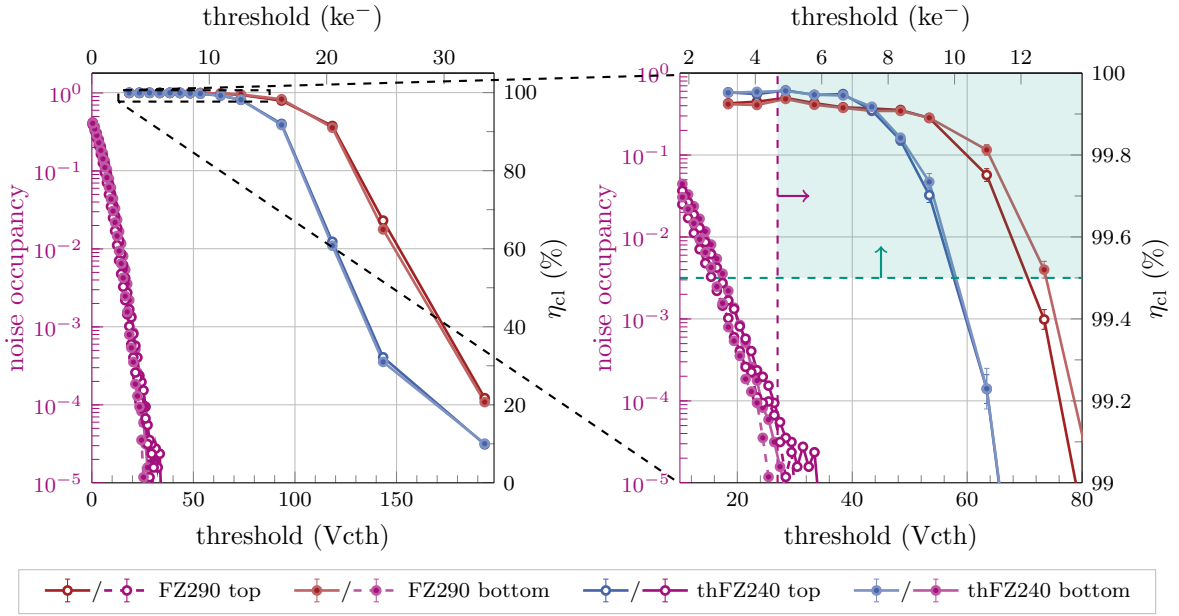 threshold (ke⁻) threshold (ke⁻)
0 10 20 30 2 4 6 8 10 12
10⁰ 100 10⁰ 100
10⁻¹ 80 10⁻¹ 99.8
10⁻² 60 10⁻² 99.6
10⁻³ 40 10⁻³ 99.4
10⁻⁴ 20 10⁻⁴ 99.2
10⁻⁵ 0 10⁻⁵ 99
noise occupancy η_cl (%) noise occupancy η_cl (%)
0 50 100 150 20 40 60 80
threshold (Vcth) threshold (Vcth)
/ FZ290 top / FZ290 bottom / thFZ240 top / thFZ240 bottom